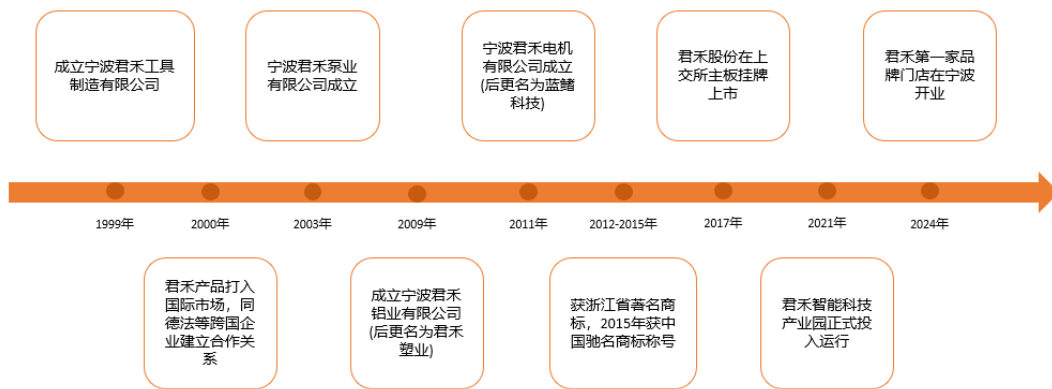 成立宁波君禾工具
制造有限公司
宁波君禾泵业
有限公司成立
宁波君禾电机
有限公司成立
(后更名为蓝鳍
科技)
君禾股份在上
交所主板挂牌
上市
君禾第一家品
牌门店在宁波
开业
1999年
2000年
2003年
2009年
2011年
2012-2015年
2017年
2021年
2024年
君禾产品打入
国际市场，同
德法等跨国企
业建立合作关
系
成立宁波君禾
铝业有限公司
(后更名为君禾
塑业)
获浙江省著名商
标，2015年获中
国驰名商标称号
君禾智能科技
产业园正式投
入运行